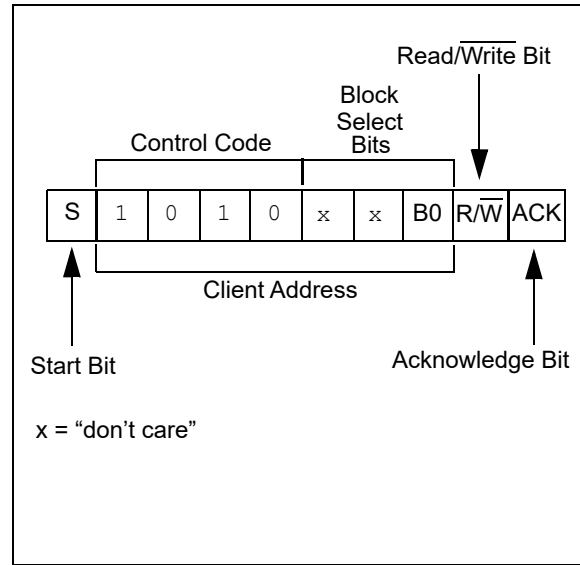 Read/Write Bit
Block
Select
Bits
Control Code
S 1 0 1 0 x x B0 R/W ACK
Client Address
Start Bit
Acknowledge Bit
x = “don’t care”